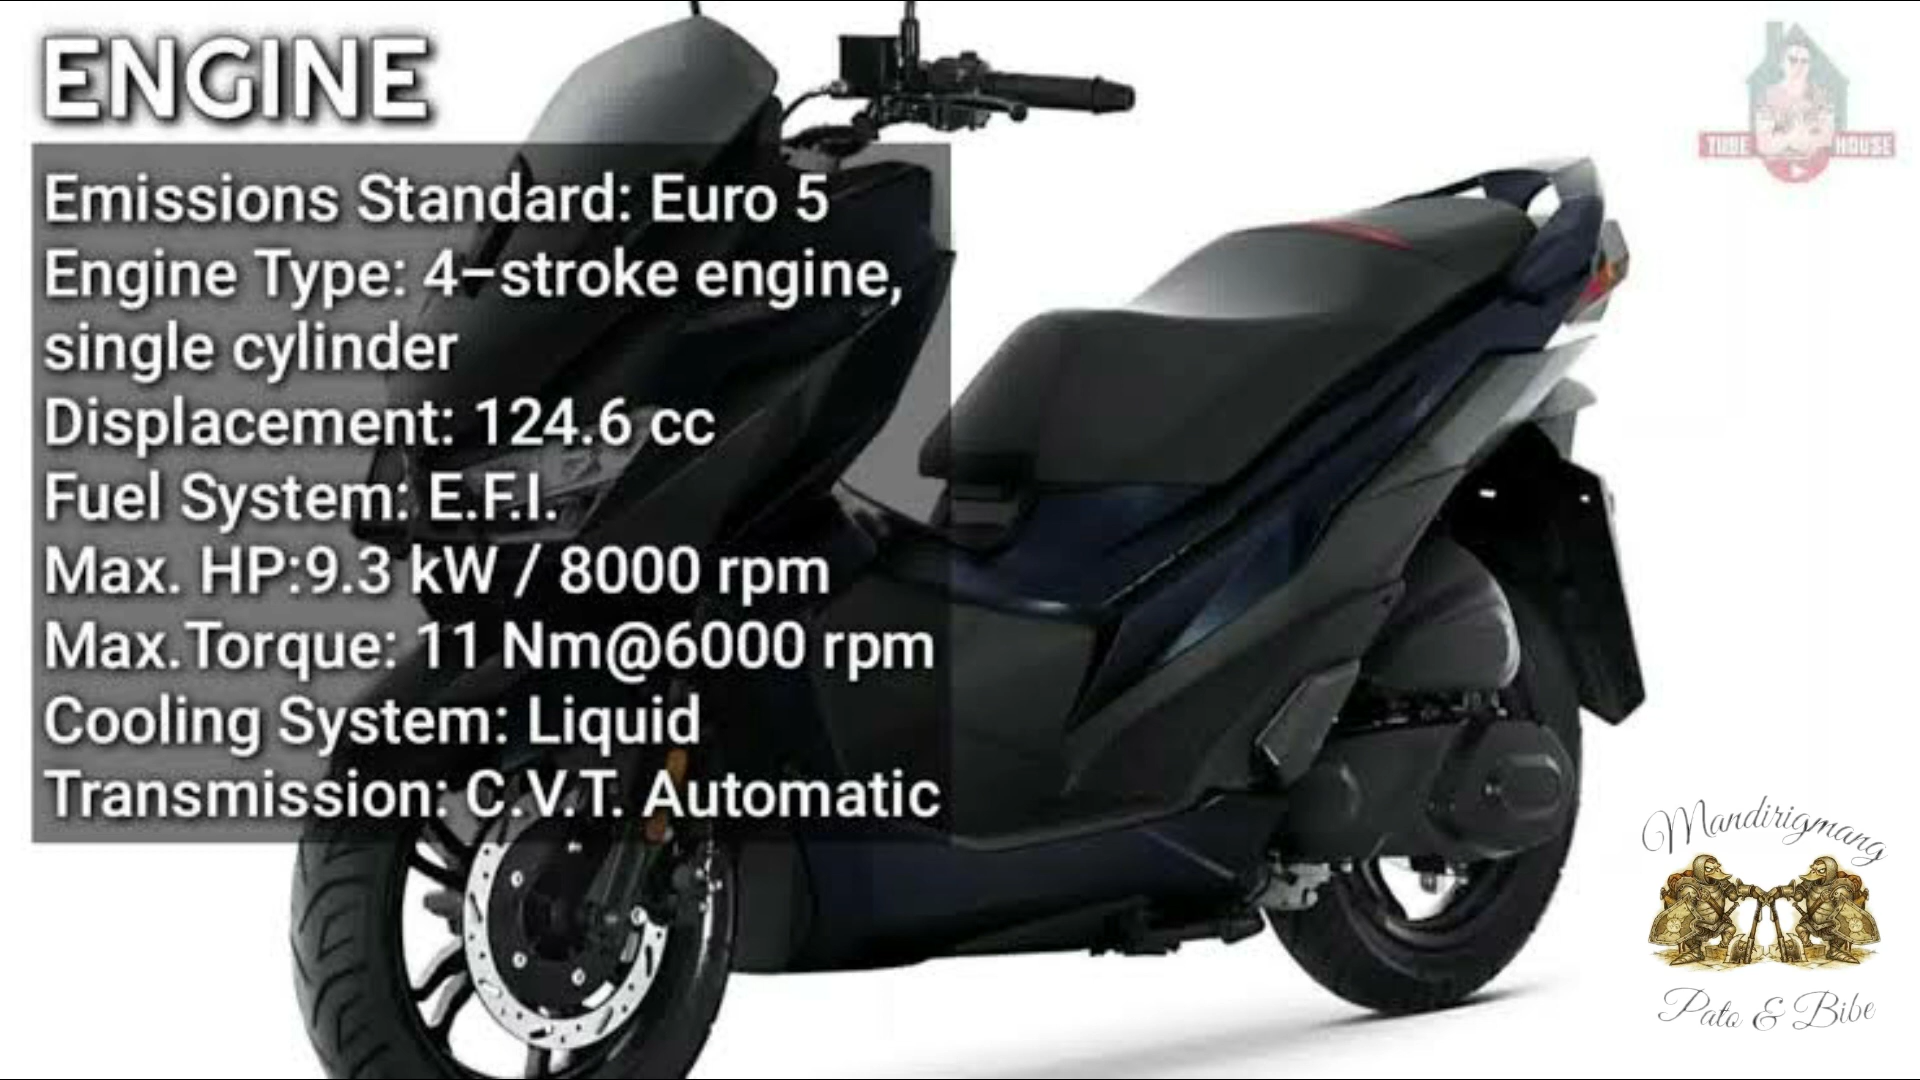 ENGINE
TUBE HOUSE
Emissions Standard: Euro 5
Engine Type: 4–stroke engine,
single cylinder
Displacement: 124.6 cc
Fuel System: E.F.I.
Max. HP:9.3 kW / 8000 rpm
Max.Torque: 11 Nm@6000 rpm
Cooling System: Liquid
Transmission: C.V.T. Automatic
Mandirigmang
Pato & Bibe